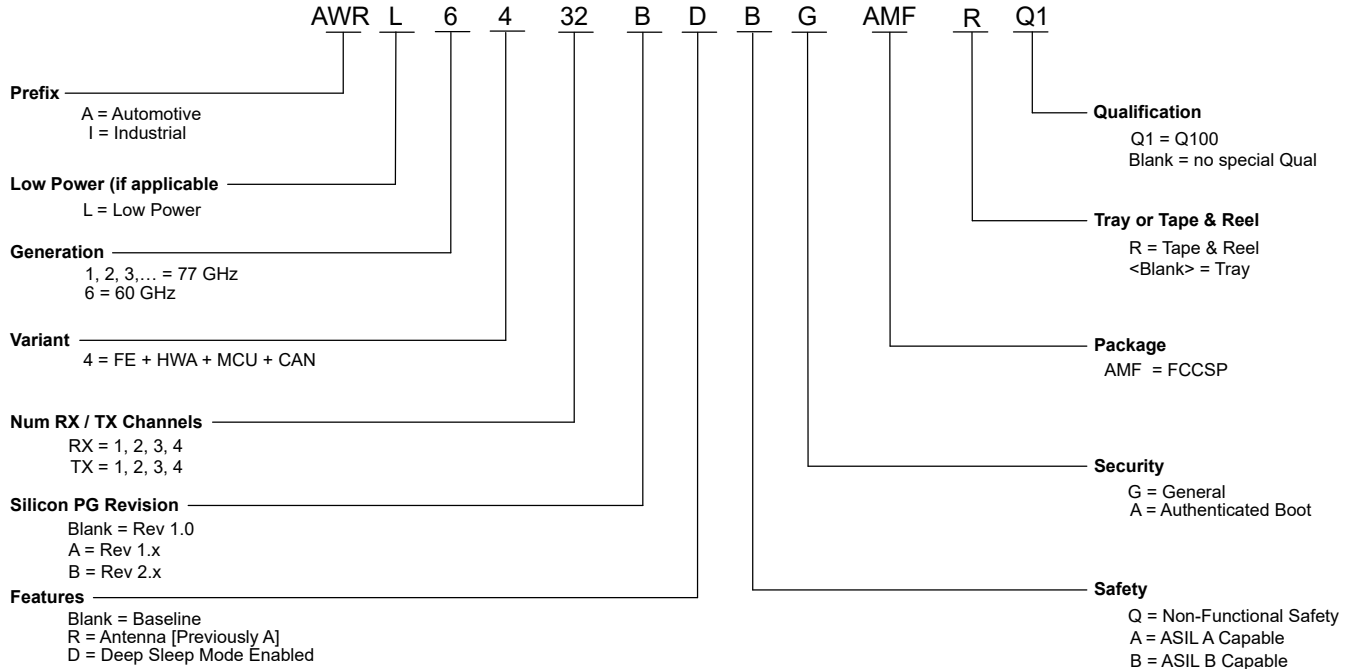 AWR L 6 4 32 B D B G AMF R Q1
Prefix
A = Automotive
I = Industrial
Low Power (if applicable
L = Low Power
Generation
1, 2, 3,… = 77 GHz
6 = 60 GHz
Variant
4 = FE + HWA + MCU + CAN
Num RX / TX Channels
RX = 1, 2, 3, 4
TX = 1, 2, 3, 4
Silicon PG Revision
Blank = Rev 1.0
A = Rev 1.x
B = Rev 2.x
Features
Blank = Baseline
R = Antenna [Previously A]
D = Deep Sleep Mode Enabled
Qualification
Q1 = Q100
Blank = no special Qual
Tray or Tape & Reel
R = Tape & Reel
<Blank> = Tray
Package
AMF = FCCSP
Security
G = General
A = Authenticated Boot
Safety
Q = Non-Functional Safety
A = ASIL A Capable
B = ASIL B Capable